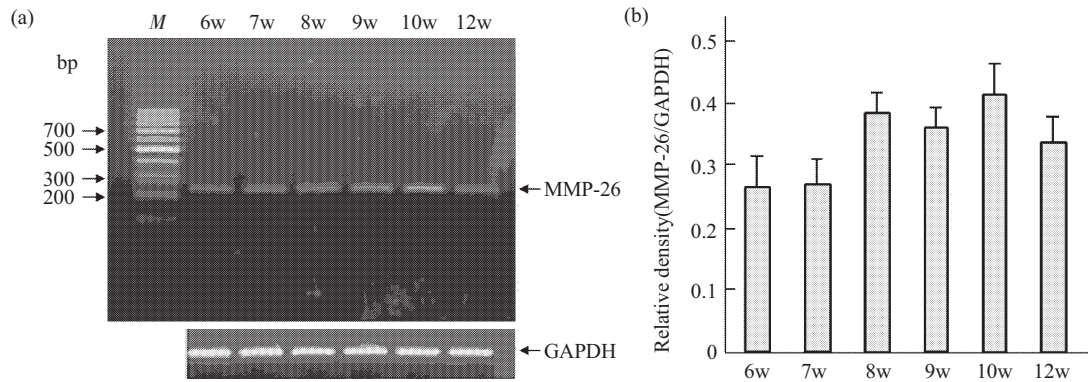 (a)
M 6w 7w 8w 9w 10w 12w
bp
700
500
300
200
MMP-26
GAPDH
(b)
Relative density(MMP-26/GAPDH)
0.5
0.4
0.3
0.2
0.1
0
6w 7w 8w 9w 10w 12w